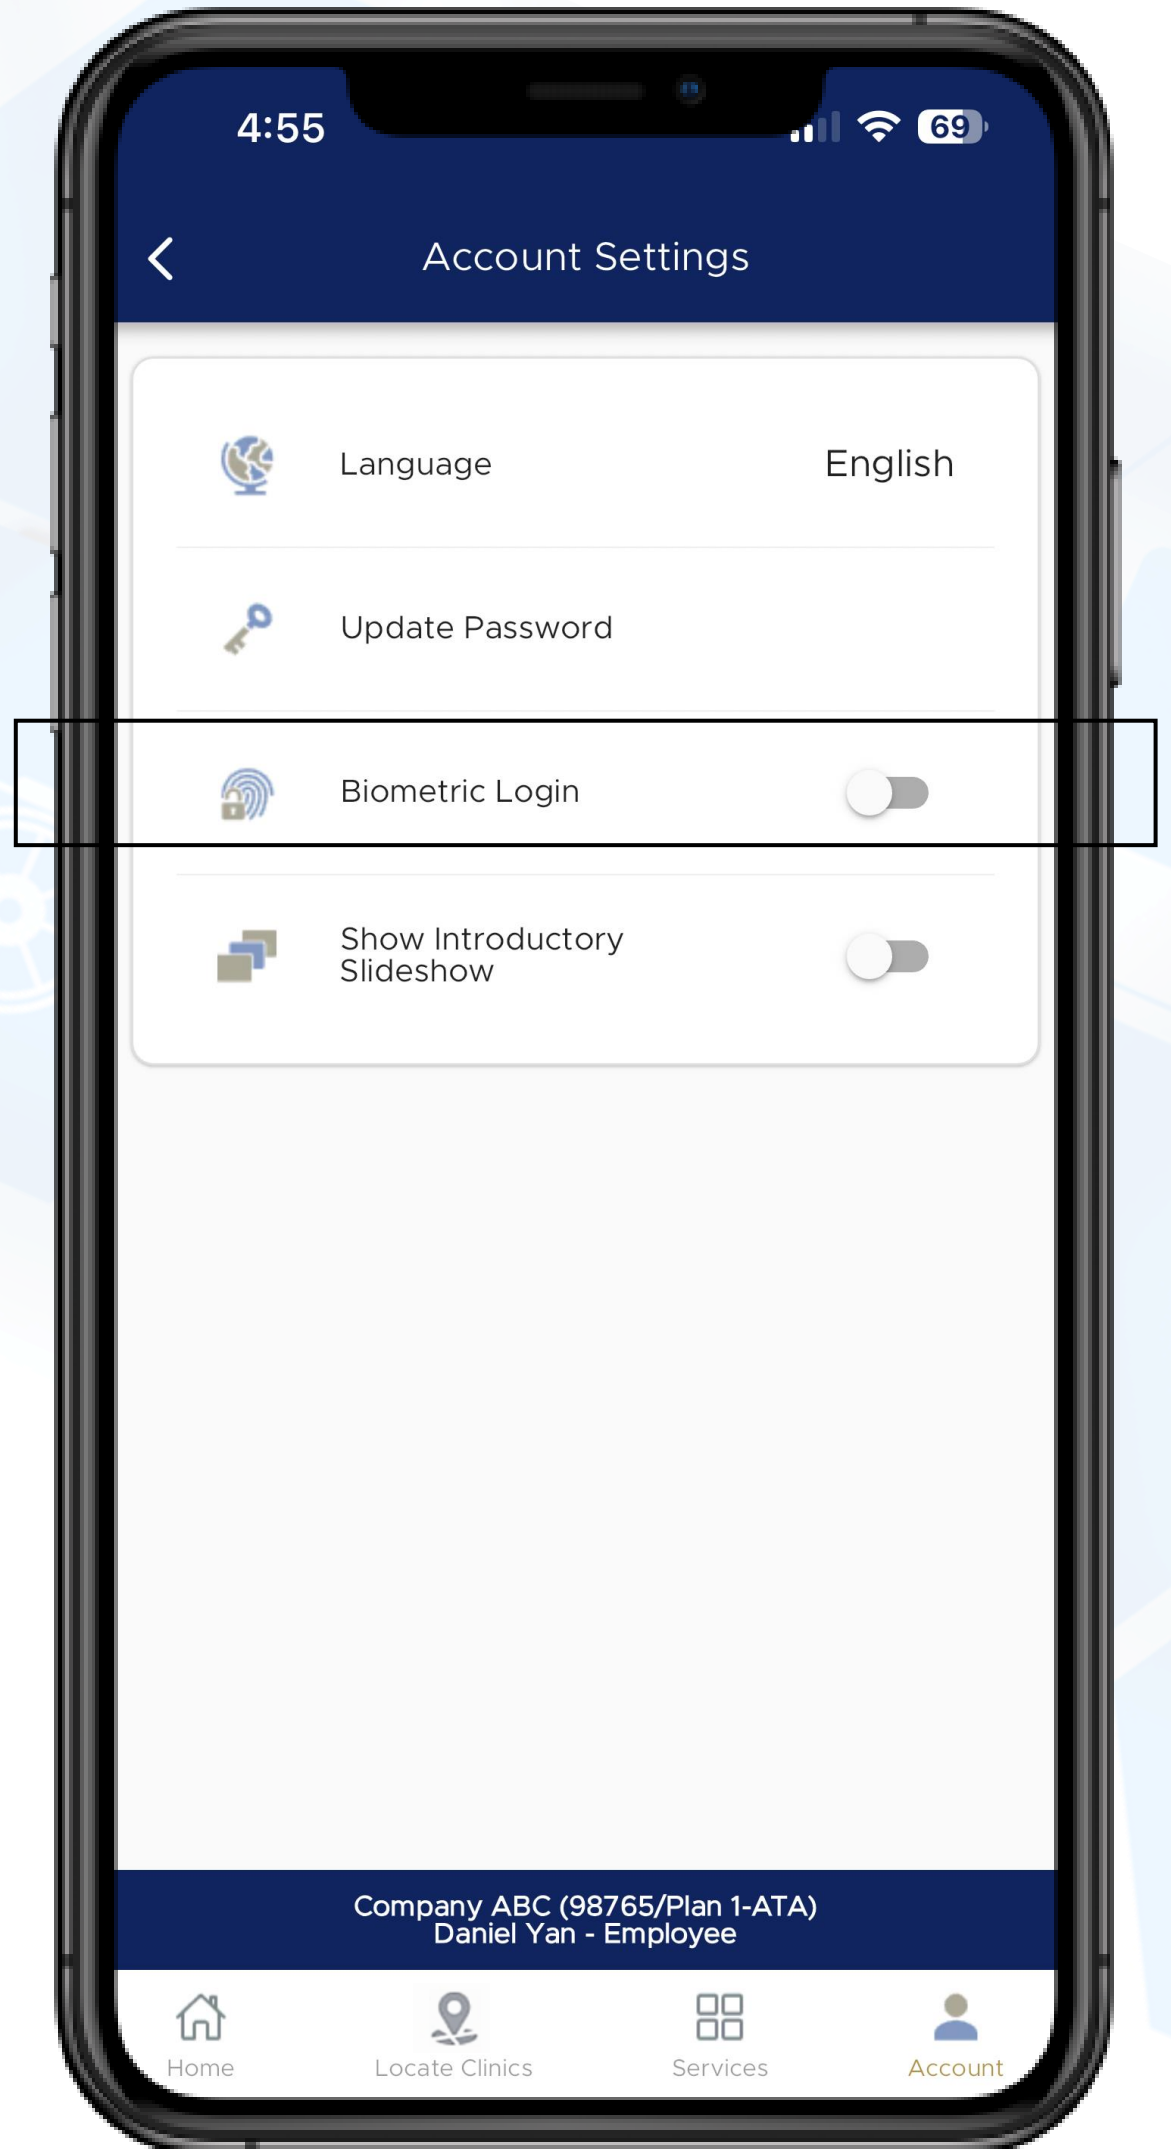 4:55
69
Account Settings
Language English
Update Password
Biometric Login
Show Introductory
Slideshow
Company ABC (98765/Plan 1-ATA)
Daniel Yan - Employee
Home Locate Clinics Services Account